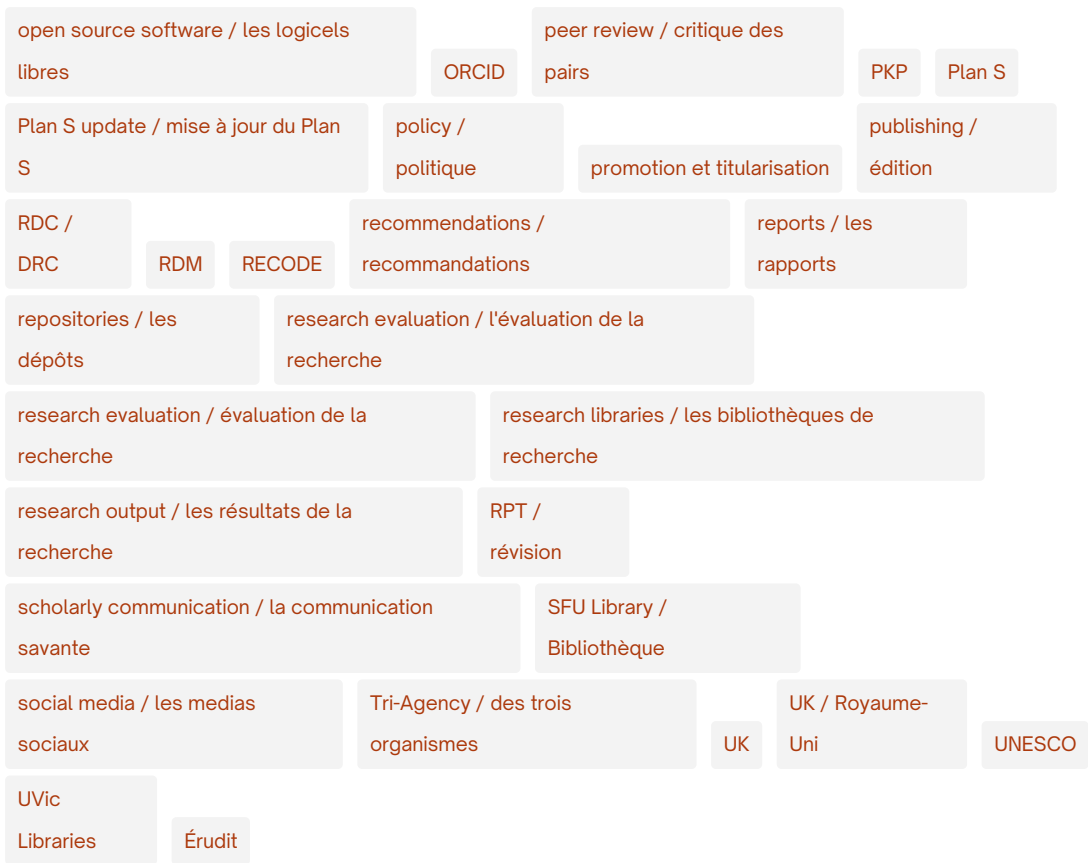 open source software / les logicels
libres
ORCID
peer review / critique des
pairs
PKP
Plan S
Plan S update / mise à jour du Plan
S
policy /
politique
promotion et titularisation
publishing /
édition
RDC /
DRC
RDM
RECODE
recommendations /
recommandations
reports / les
rapports
repositories / les
dépôts
research evaluation / l'évaluation de la
recherche
research evaluation / évaluation de la
recherche
research libraries / les bibliothèques de
recherche
research output / les résultats de la
recherche
RPT /
révision
scholarly communication / la communication
savante
SFU Library /
Bibliothèque
social media / les medias
sociaux
Tri-Agency / des trois
organismes
UK
UK / Royaume-
Uni
UNESCO
UVic
Libraries
Érudit